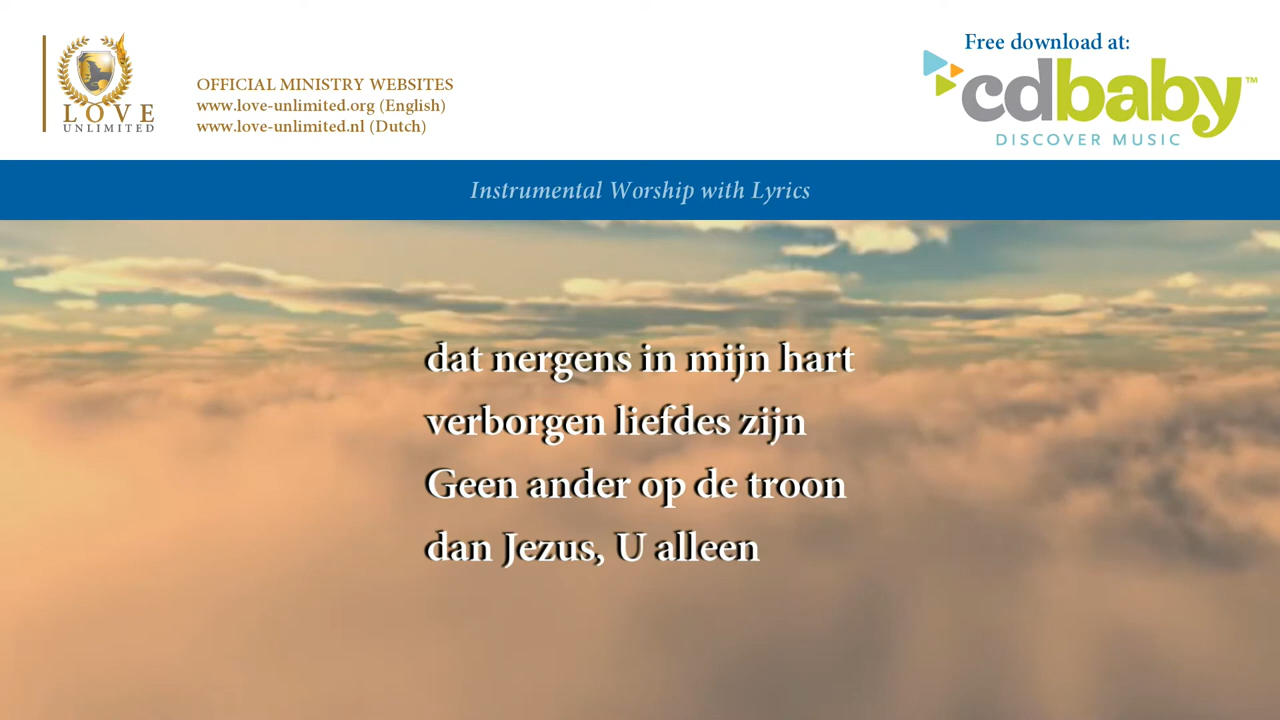 LOVE
UNLIMITED
OFFICIAL MINISTRY WEBSITES
www.love-unlimited.org (English)
www.love-unlimited.nl (Dutch)
Free download at:
cdbaby™
DISCOVER MUSIC
Instrumental Worship with Lyrics
dat nergens in mijn hart
verborgen liefdes zijn
Geen ander op de troon
dan Jezus, U alleen